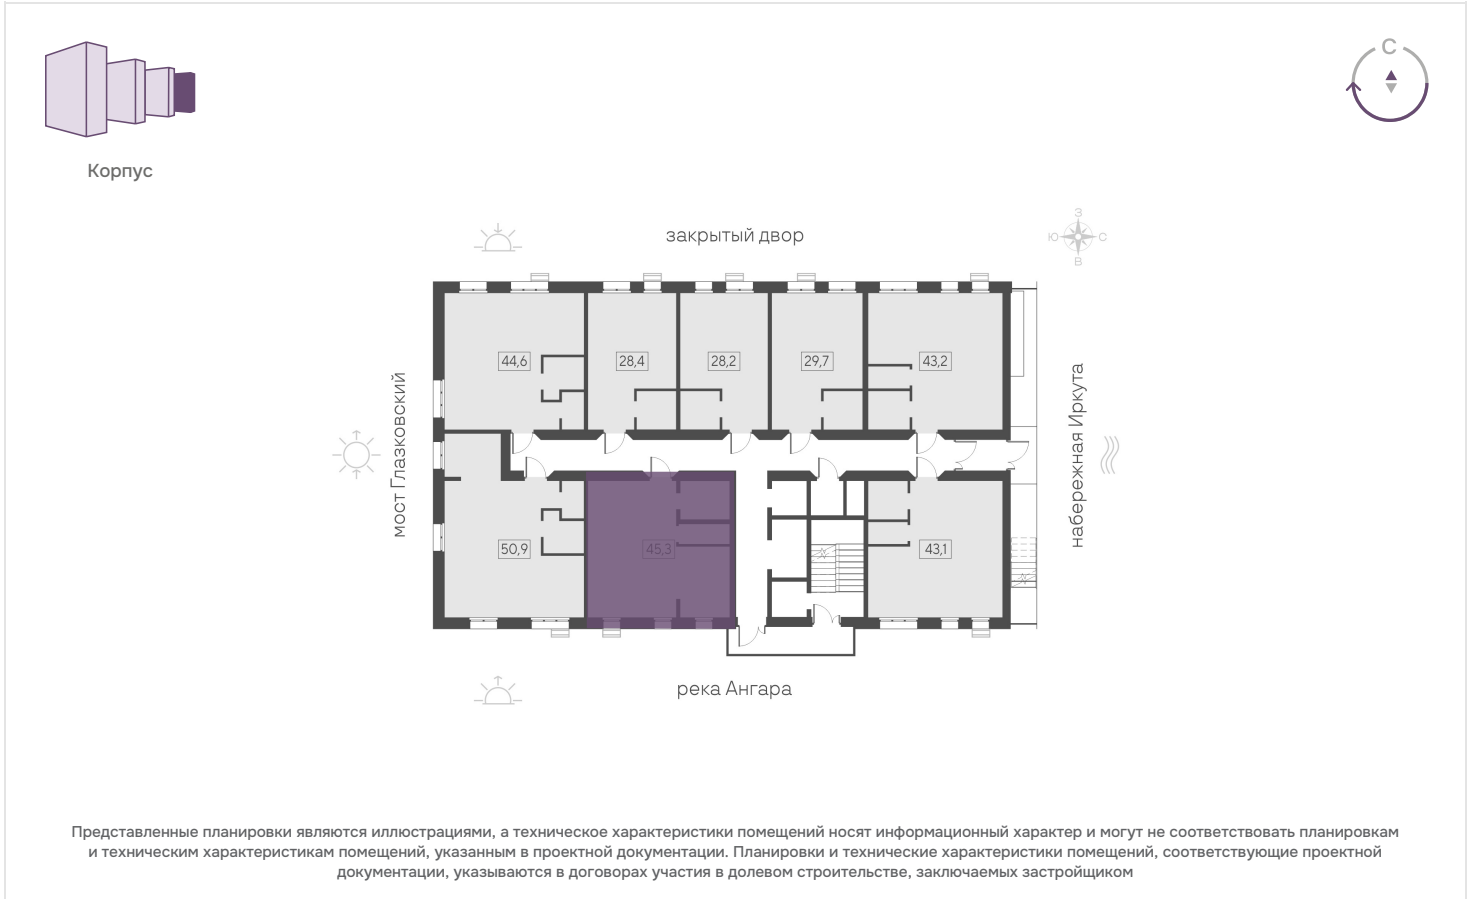 С
Корпус
закрытый двор
З
Ю
С
В
44,6
28,4
28,2
29,7
43,2
мост Глазковский
набережная Иркута
50,9
45,3
43,1
река Ангара
Представленные планировки являются иллюстрациями, а техническое характеристики помещений носят информационный характер и могут не соответствовать планировкам
и техническим характеристикам помещений, указанным в проектной документации. Планировки и технические характеристики помещений, соответствующие проектной
документации, указываются в договорах участия в долевом строительстве, заключаемых застройщиком